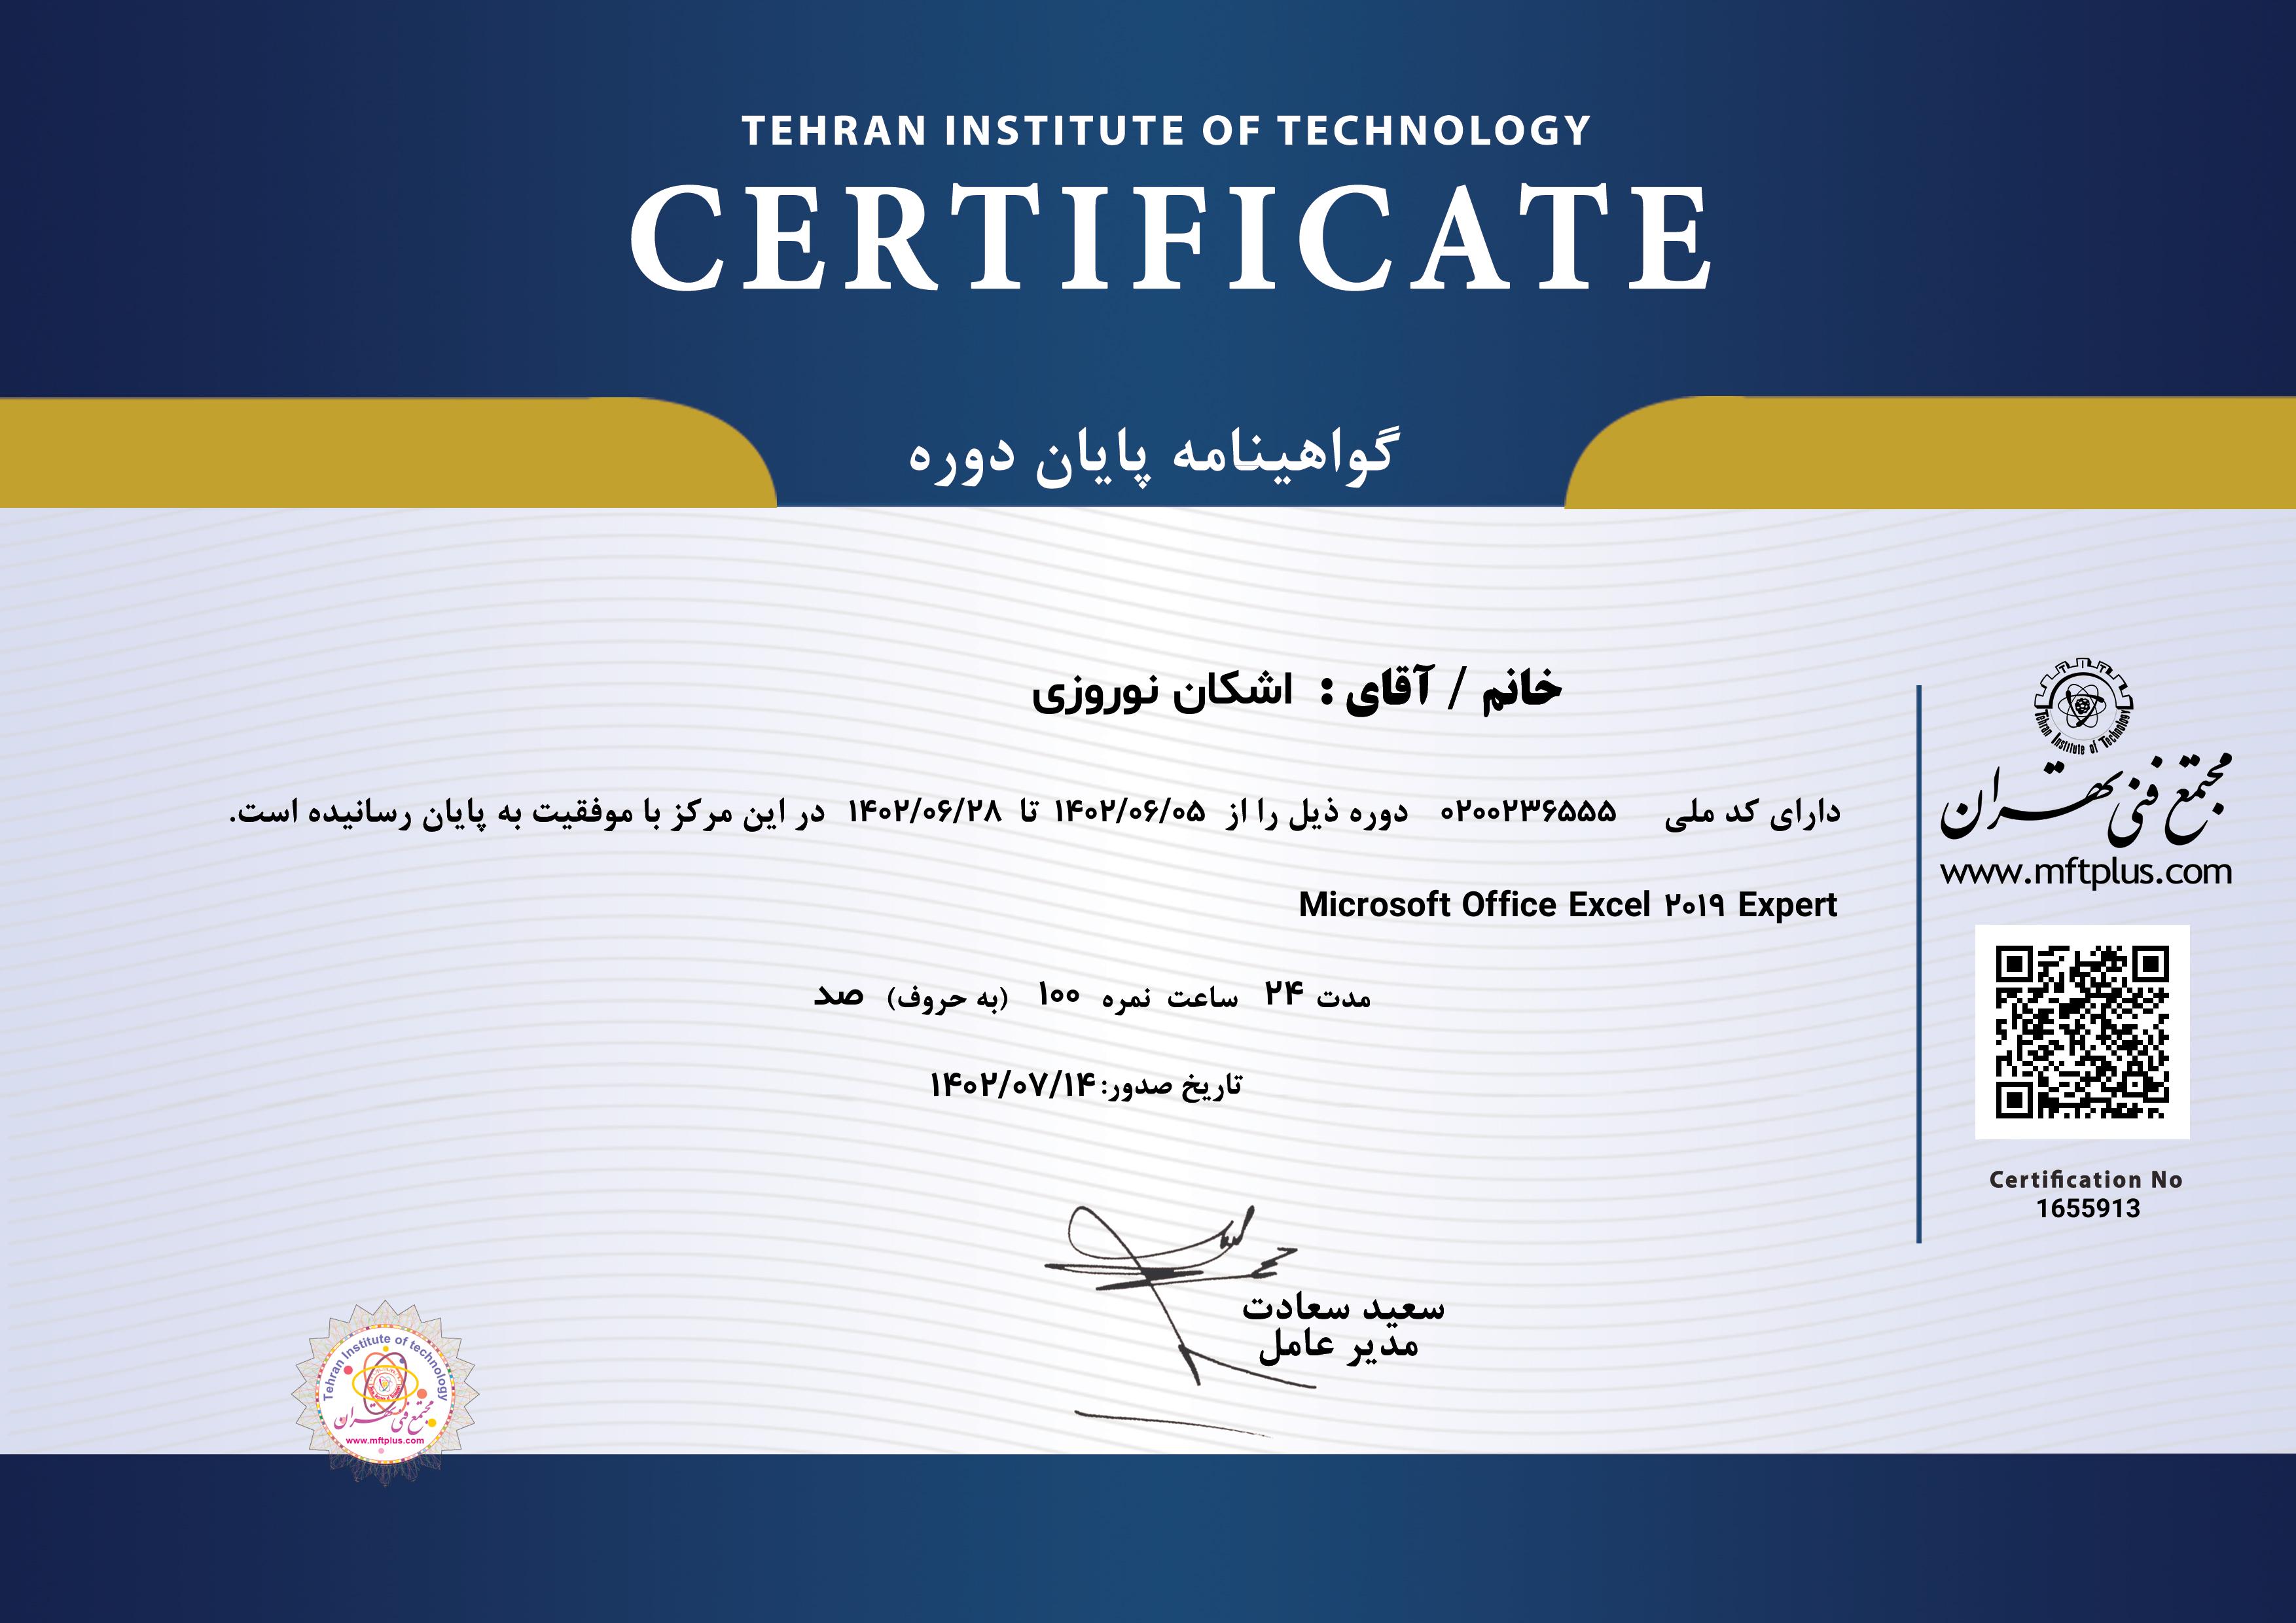 TEHRAN INSTITUTE OF TECHNOLOGY
CERTIFICATE
گواهینامه پایان دوره
خانم / آقای : اشکان نوروزی
دارای کد ملی ۰۲۰۰۲۳۶۵۵۵ دوره ذیل را از ۱۴۰۲/۰۶/۰۵ تا ۱۴۰۲/۰۶/۲۸ در این مرکز با موفقیت به پایان رسانیده است.
Microsoft Office Excel ۲۰۱۹ Expert
مدت ۲۴ ساعت نمره ۱۰۰ (به حروف) صد
تاریخ صدور: ۱۴۰۲/۰۷/۱۴
سعید سعادت
مدیر عامل
Tehran Institute of Technology
مجتمع فنی تهران
www.mftplus.com
Certification No
1655913
Tehran Institute of technology
مجتمع فنی تهران
www.mftplus.com